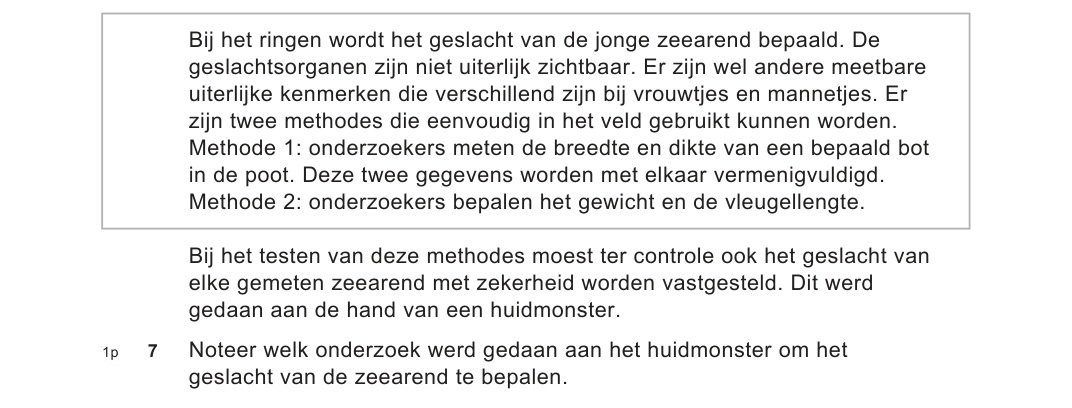 Bij het ringen wordt het geslacht van de jonge zeearend bepaald. De
geslachtsorganen zijn niet uiterlijk zichtbaar. Er zijn wel andere meetbare
uiterlijke kenmerken die verschillend zijn bij vrouwtjes en mannetjes. Er
zijn twee methodes die eenvoudig in het veld gebruikt kunnen worden.
Methode 1: onderzoekers meten de breedte en dikte van een bepaald bot
in de poot. Deze twee gegevens worden met elkaar vermenigvuldigd.
Methode 2: onderzoekers bepalen het gewicht en de vleugellengte.
Bij het testen van deze methodes moest ter controle ook het geslacht van
elke gemeten zeearend met zekerheid worden vastgesteld. Dit werd
gedaan aan de hand van een huidmonster.
1p 7 Noteer welk onderzoek werd gedaan aan het huidmonster om het
geslacht van de zeearend te bepalen.